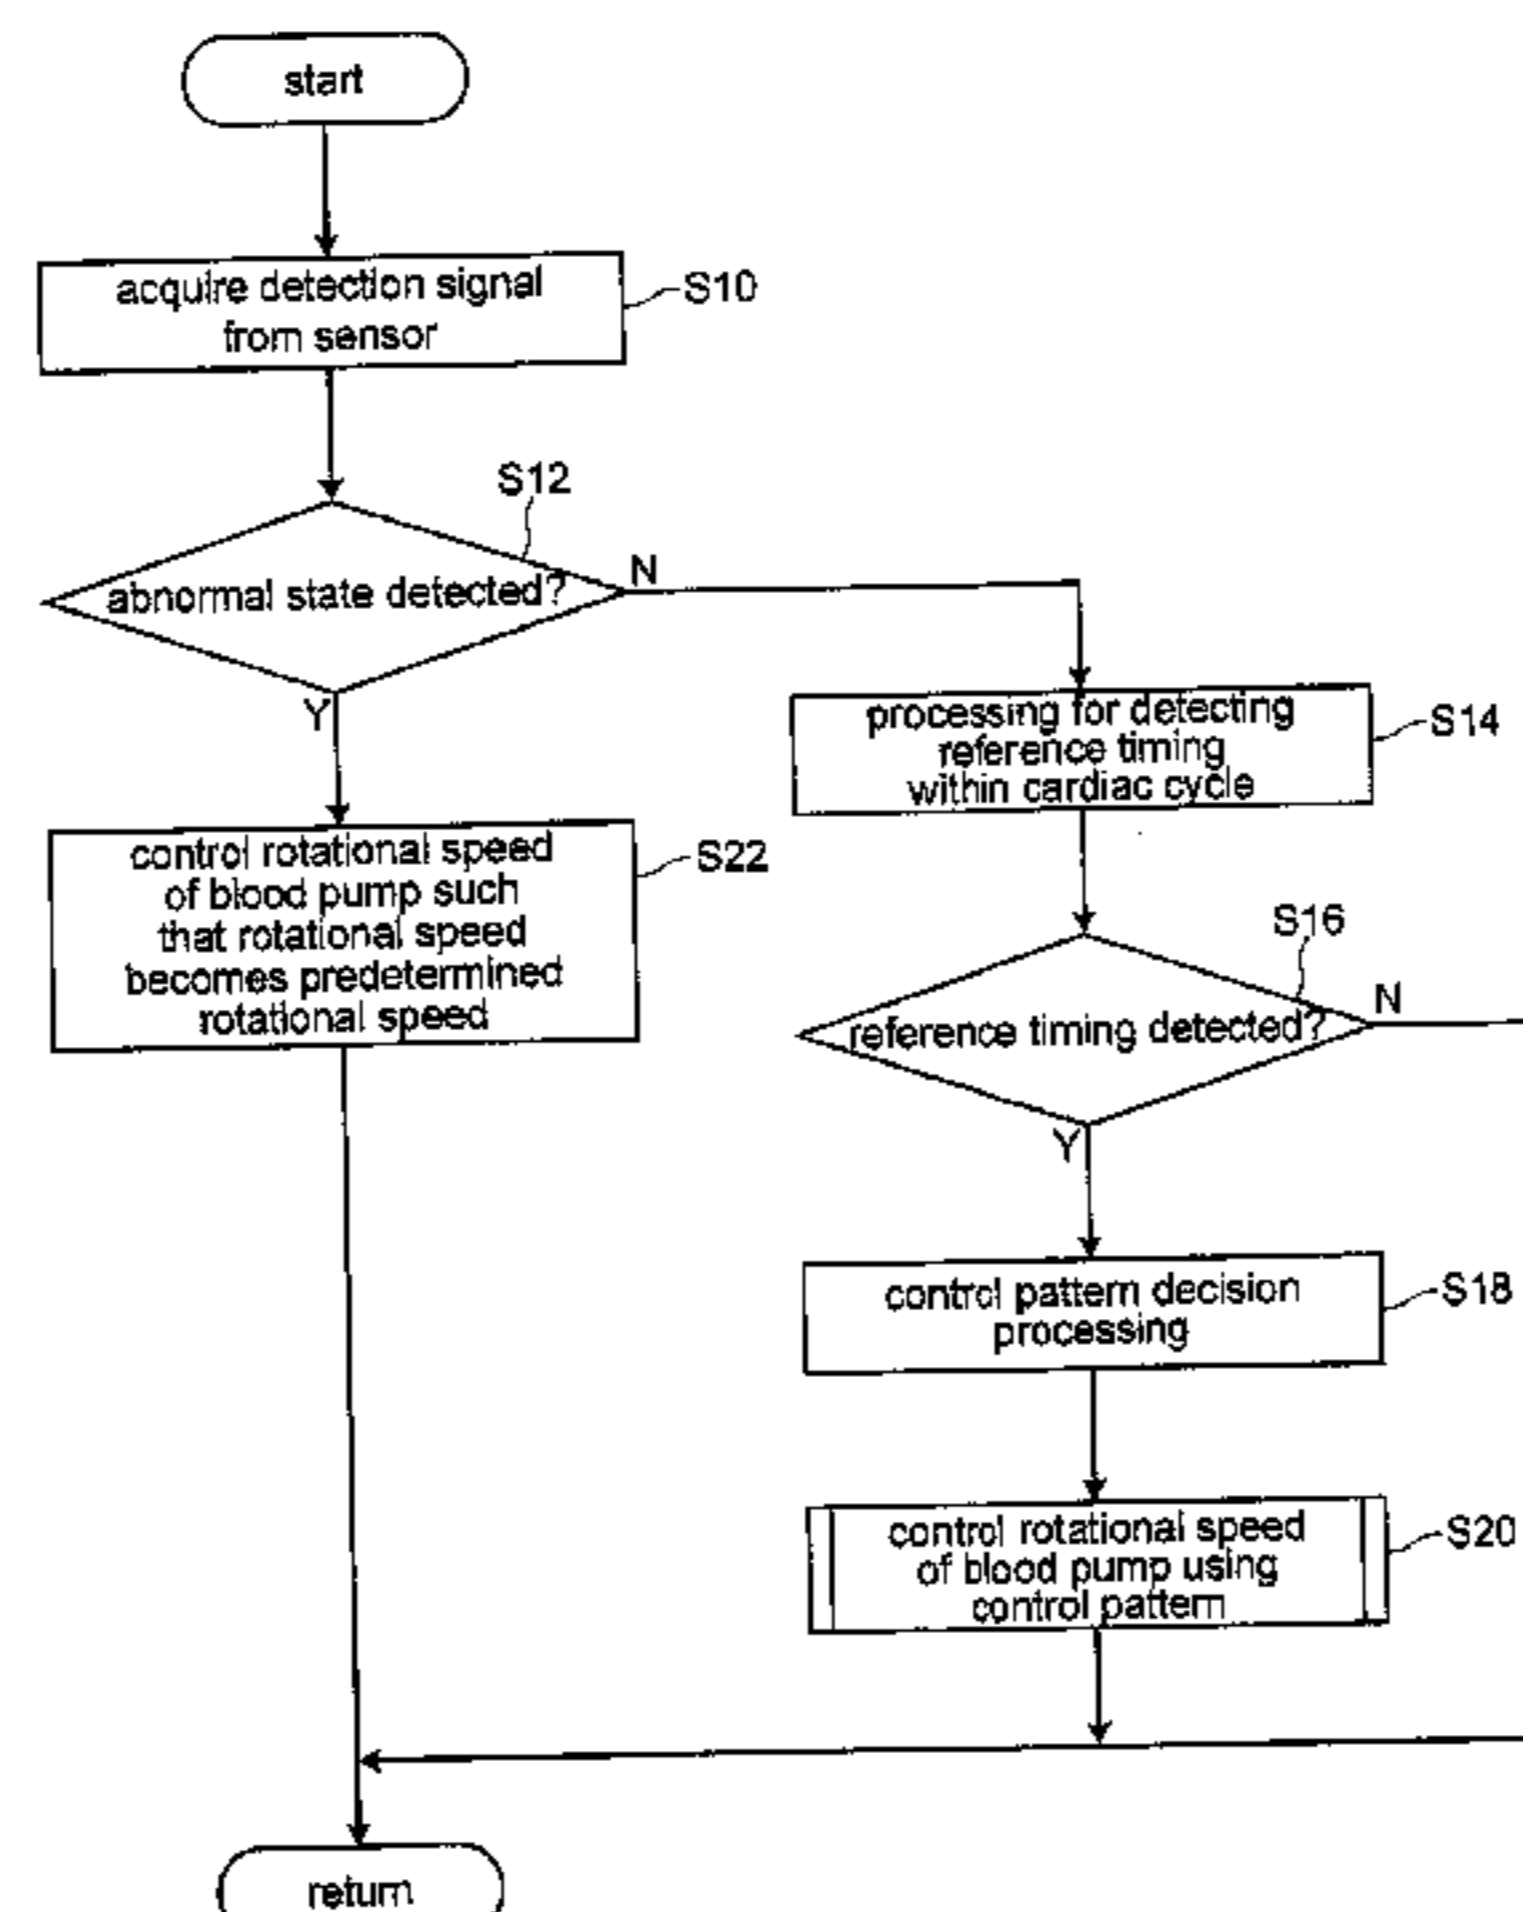 start
acquire detection signal
from sensor
S10
S12
abnormal state detected?
N
Y
processing for detecting
reference timing
within cardiac cycle
S14
control rotational speed
of blood pump such
that rotational speed
becomes predetermined
rotational speed
S22
S16
reference timing detected?
N
Y
control pattern decision
processing
S18
control rotational speed
of blood pump using
control pattern
S20
return